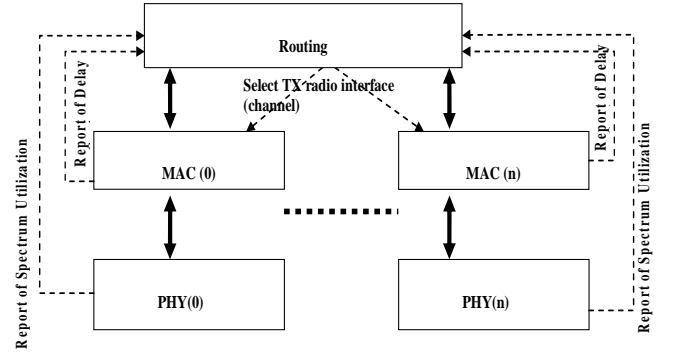 Routing
Select TX radio interface
(channel)
Report of Delay
Report of Delay
MAC (0)
MAC (n)
Report of Spectrum Utilization
Report of Spectrum Utilization
PHY(0)
PHY(n)